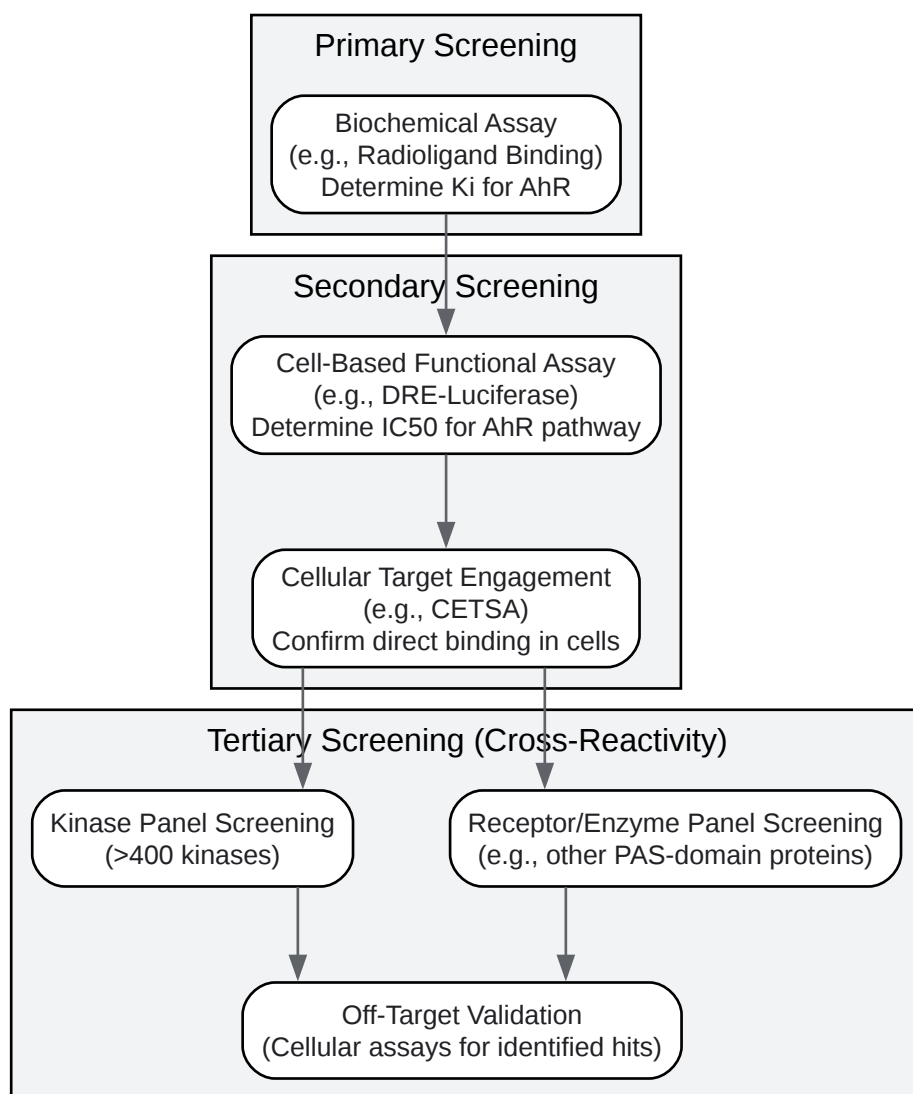 Primary Screening
Biochemical Assay
(e.g., Radioligand Binding)
Determine Ki for AhR
Secondary Screening
Cell-Based Functional Assay
(e.g., DRE-Luciferase)
Determine IC50 for AhR pathway
Cellular Target Engagement
(e.g., CETSA)
Confirm direct binding in cells
Tertiary Screening (Cross-Reactivity)
Kinase Panel Screening
(>400 kinases)
Receptor/Enzyme Panel Screening
(e.g., other PAS-domain proteins)
Off-Target Validation
(Cellular assays for identified hits)